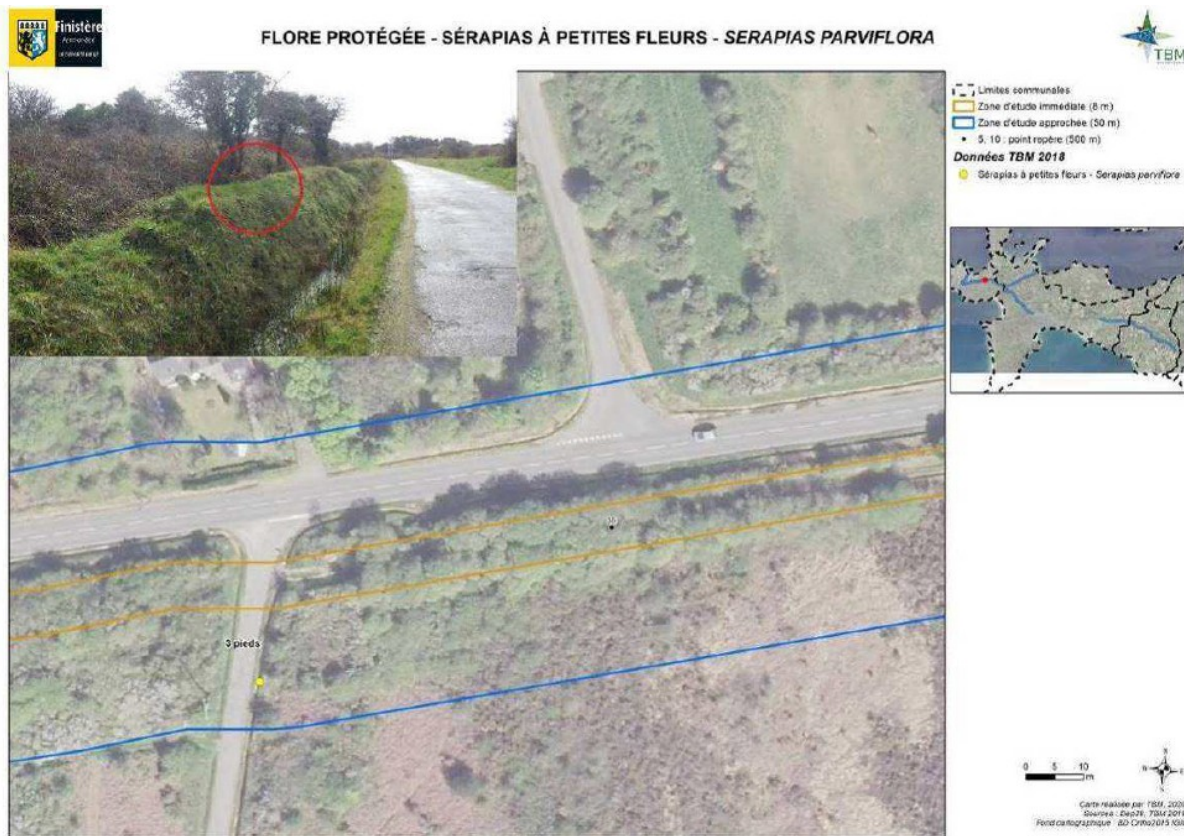 Finistère
FLORE PROTÉGÉE - SÉRAPIAS À PETITES FLEURS - SERAPIAS PARVIFLORA
TBM
Limites communales
Zone d'étude immédiate (8 m)
Zone d'étude approchée (50 m)
5, 10 : point repère (500 m)
Données TBM 2018
Sérapias à petites fleurs - Serapias parviflora
3 pieds
0 5 10
m
Carte réalisée par TBM, 2020